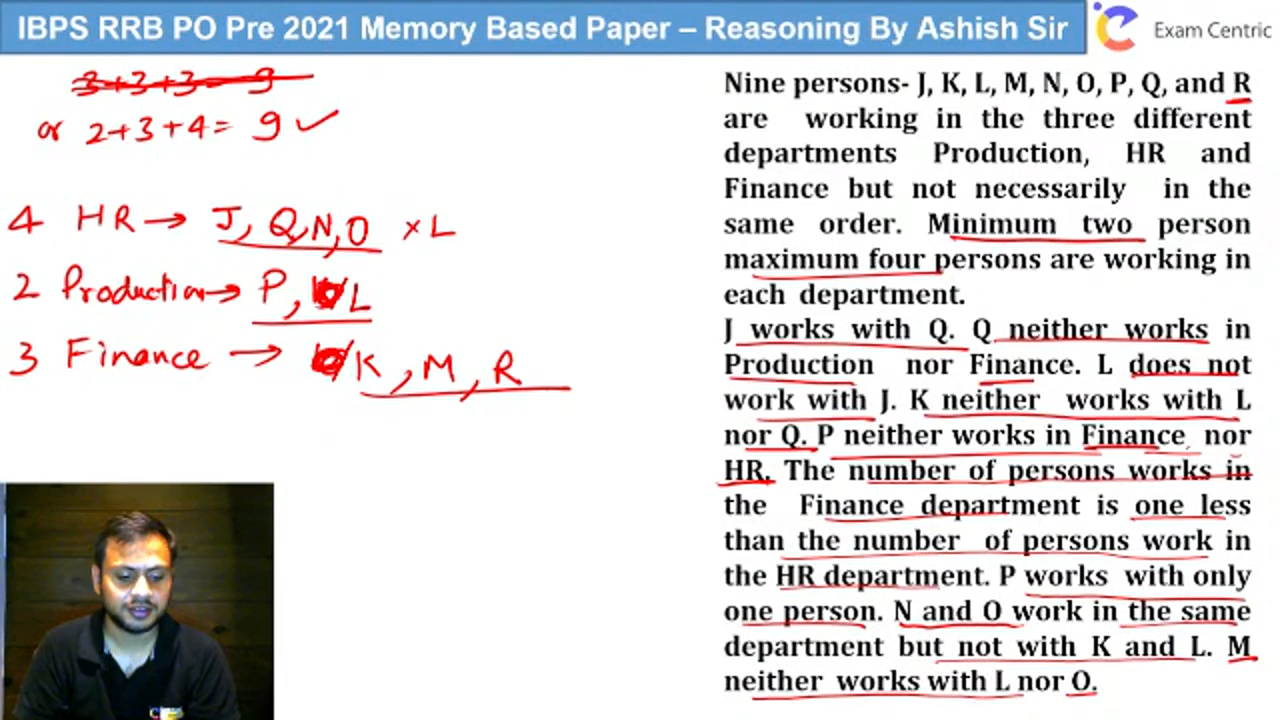 IBPS RRB PO Pre 2021 Memory Based Paper – Reasoning By Ashish Sir
Exam Centric
3+3+3 = 9
or 2+3+4= 9 ✓
4 HR → J, Q, N, O × L
2 Production → P, L
3 Finance → K, M, R
Nine persons- J, K, L, M, N, O, P, Q, and R
are working in the three different
departments Production, HR and
Finance but not necessarily in the
same order. Minimum two person
maximum four persons are working in
each department.
J works with Q. Q neither works in
Production nor Finance. L does not
work with J. K neither works with L
nor Q. P neither works in Finance nor
HR. The number of persons works in
the Finance department is one less
than the number of persons work in
the HR department. P works with only
one person. N and O work in the same
department but not with K and L. M
neither works with L nor O.